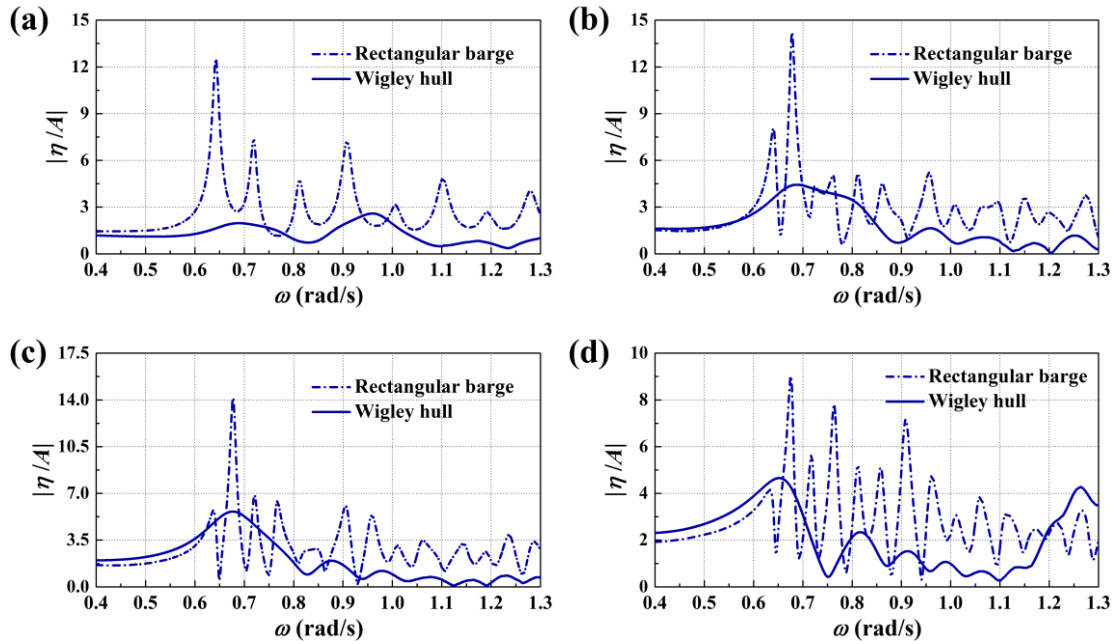 (a)
15
12
9
6
3
0
|η/A|
Rectangular barge
Wigley hull
0.4 0.5 0.6 0.7 0.8 0.9 1.0 1.1 1.2 1.3
ω (rad/s)
(b)
15
12
9
6
3
0
|η/A|
Rectangular barge
Wigley hull
0.4 0.5 0.6 0.7 0.8 0.9 1.0 1.1 1.2 1.3
ω (rad/s)
(c)
17.5
14.0
10.5
7.0
3.5
0.0
|η/A|
Rectangular barge
Wigley hull
0.4 0.5 0.6 0.7 0.8 0.9 1.0 1.1 1.2 1.3
ω (rad/s)
(d)
10
8
6
4
2
0
|η/A|
Rectangular barge
Wigley hull
0.4 0.5 0.6 0.7 0.8 0.9 1.0 1.1 1.2 1.3
ω (rad/s)